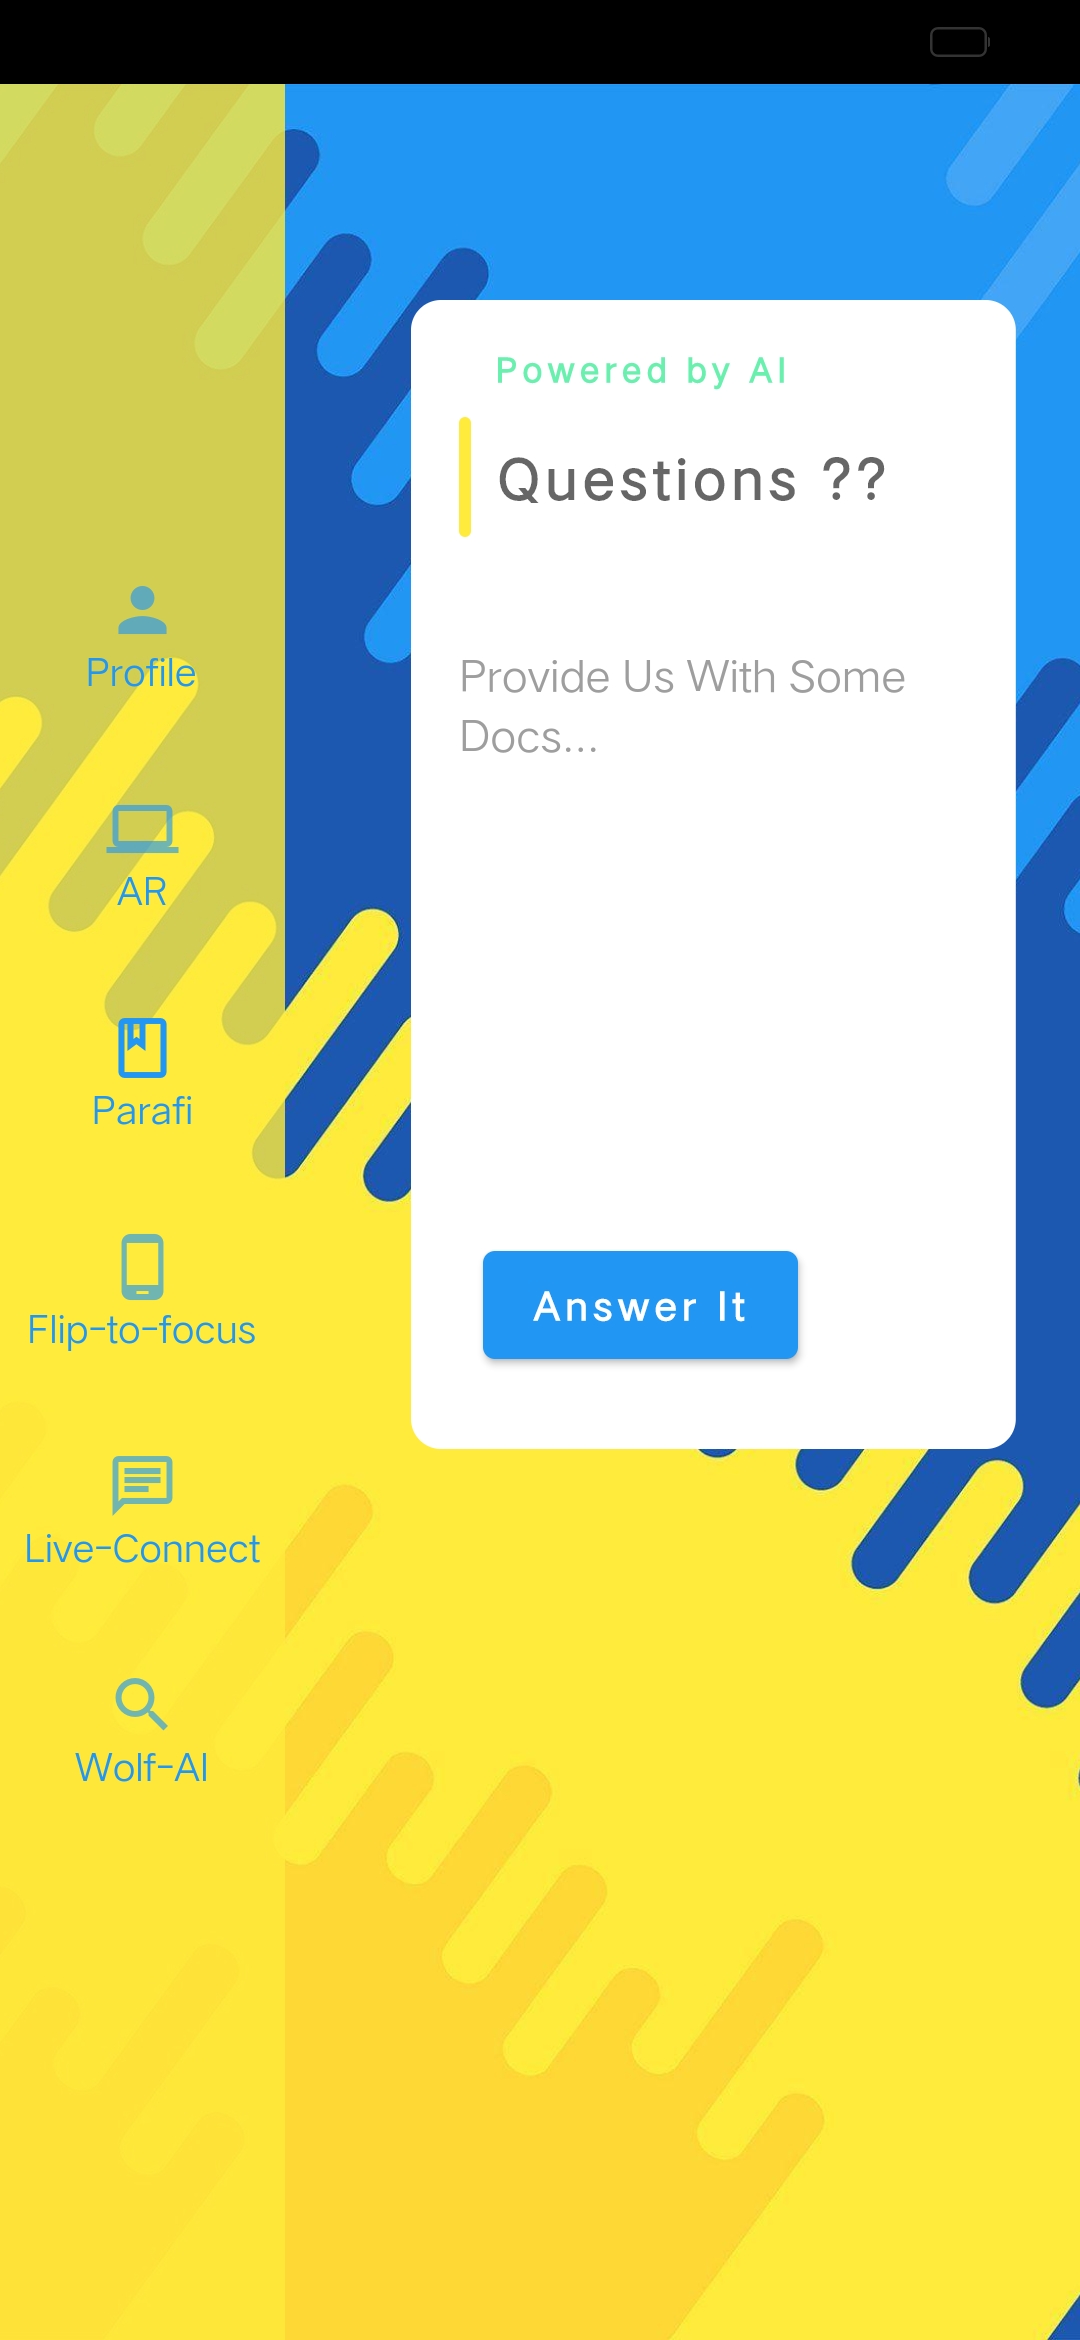 Profile
AR
Parafi
Flip-to-focus
Live-Connect
Wolf-AI
Powered by AI
Questions ??
Provide Us With Some
Docs...
Answer It